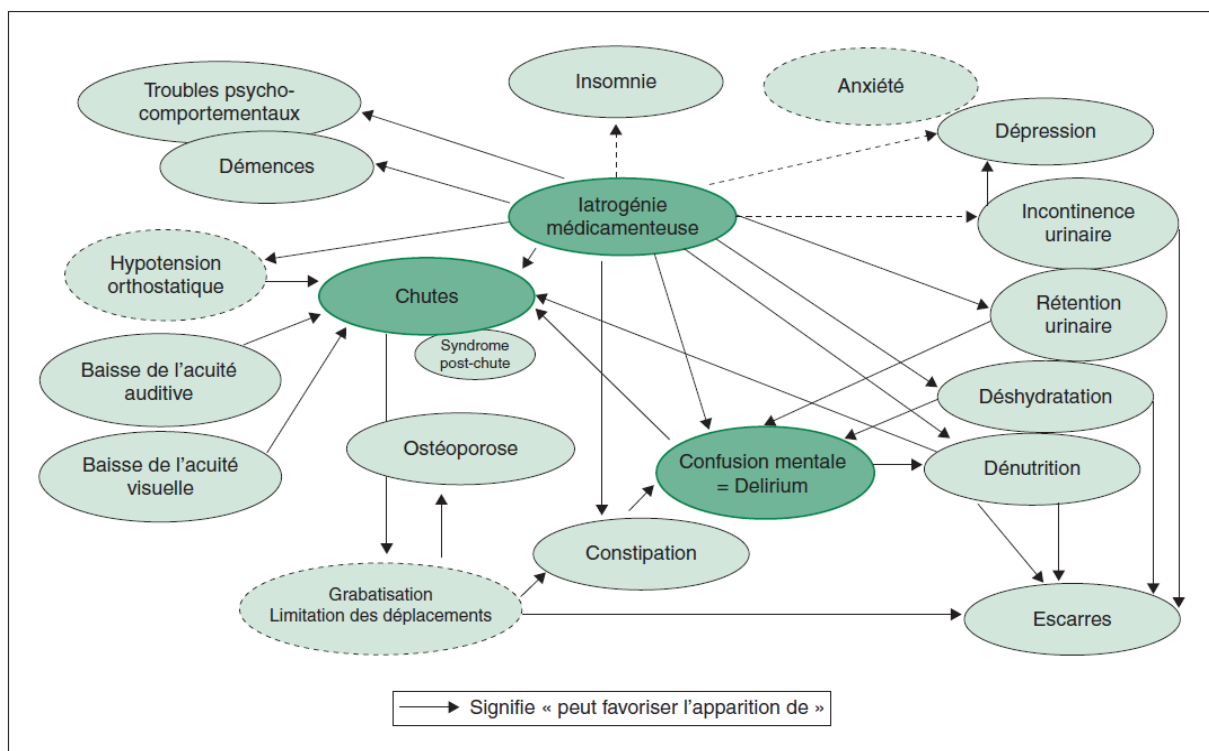 Troubles psycho-
comportementaux
Démences
Insomnie
Anxiété
Dépression
Iatrogénie
médicamenteuse
Incontinence
urinaire
Hypotension
orthostatique
Chutes
Syndrome
post-chute
Rétention
urinaire
Baisse de l’acuité
auditive
Déshydratation
Baisse de l’acuité
visuelle
Ostéoporose
Confusion mentale
= Delirium
Dénutrition
Constipation
Grabatisation
Limitation des déplacements
Escarres
Signifie « peut favoriser l’apparition de »